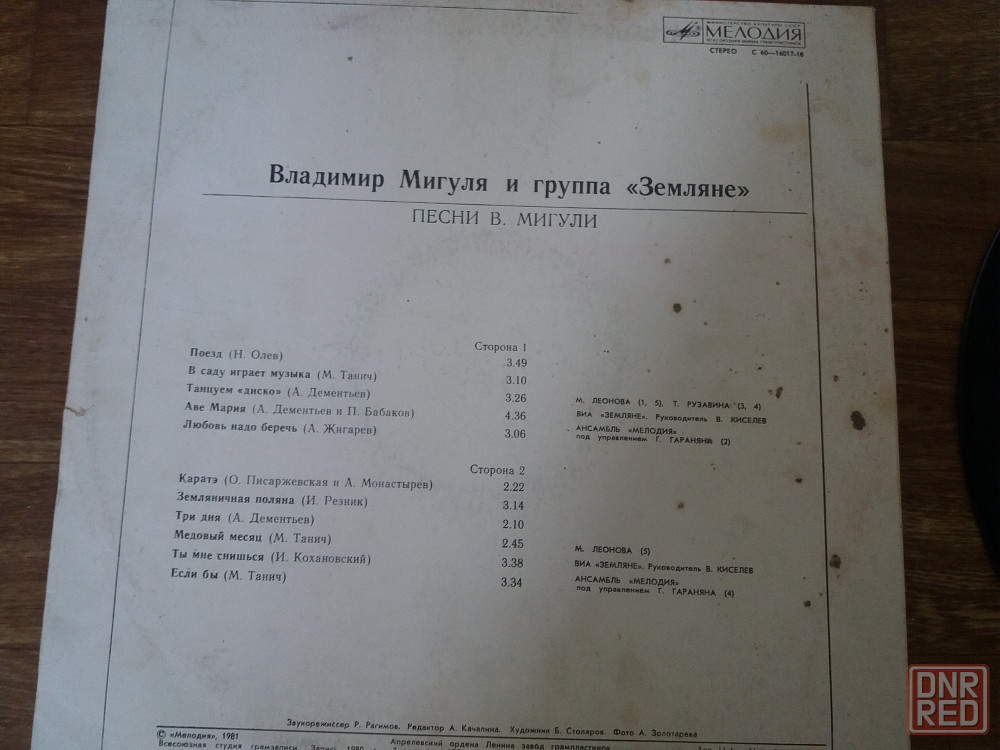 МИНИСТЕРСТВО КУЛЬТУРЫ СССР
МЕЛОДИЯ
СТЕРЕО С 60—16017-18
Владимир Мигуля и группа «Земляне»
ПЕСНИ В. МИГУЛИ
Сторона 1
Поезд (Н. Олев) 3.49
В саду играет музыка (М. Танич) 3.10
Танцуем «диско» (А. Дементьев) 3.26
Аве Мария (А. Дементьев и П. Бабаков) 4.36
Любовь надо беречь (А. Жигарев) 3.06
М. ЛЕОНОВА (1, 5), Т. РУЗАВИНА (3, 4)
ВИА «ЗЕМЛЯНЕ». Руководитель В. КИСЕЛЕВ
АНСАМБЛЬ «МЕЛОДИЯ»
под управлением Г. ГАРАНЯНА (2)
Сторона 2
Каратэ (О. Писаржевская и А. Монастырев) 2.22
Земляничная поляна (И. Резник) 3.14
Три дня (А. Дементьев) 2.10
Медовый месяц (М. Танич) 2.45
Ты мне снишься (И. Кохановский) 3.38
Если бы (М. Танич) 3.34
М. ЛЕОНОВА (5)
ВИА «ЗЕМЛЯНЕ». Руководитель В. КИСЕЛЕВ
АНСАМБЛЬ «МЕЛОДИЯ»
под управлением Г. ГАРАНЯНА (4)
Звукорежиссер Р. Рагимов. Редактор А. Качалина. Художник Б. Столяров. Фото А. Золотарева
© «Мелодия», 1981
Всесоюзная студия грамзаписи. Запись 1980
Апрелевский ордена Ленина завод грампластинок
DNR
RED